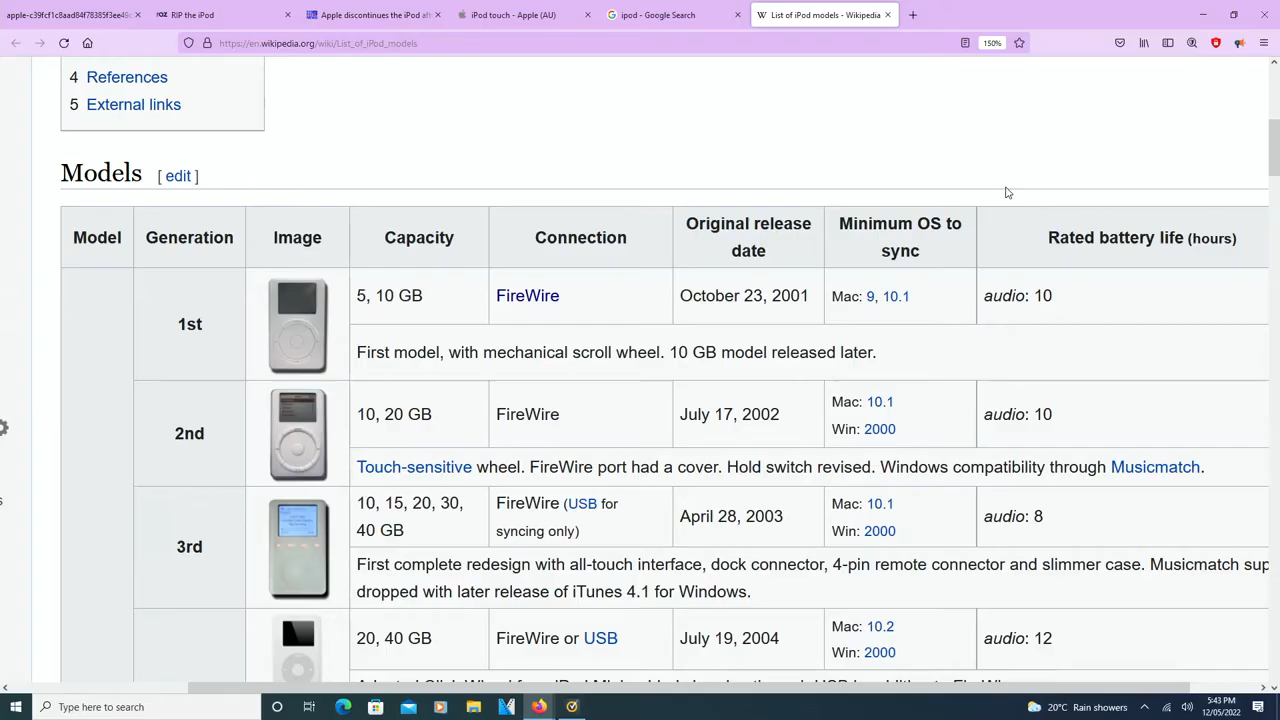 apple-c39fcf1c8aad84f78385f3ee49c
roz RIP the iPod
Apple discontinues the iPod aft
iPod touch - Apple (AU)
ipod - Google Search
W List of iPod models - Wikipedia
https://en.wikipedia.org/wiki/List_of_iPod_models
150%
4 References
5 External links
Models [ edit ]
Model Generation Image Capacity Connection Original release date Minimum OS to sync Rated battery life (hours)
1st
5, 10 GB FireWire October 23, 2001 Mac: 9, 10.1 audio: 10
First model, with mechanical scroll wheel. 10 GB model released later.
2nd
10, 20 GB FireWire July 17, 2002 Mac: 10.1
Win: 2000
audio: 10
Touch-sensitive wheel. FireWire port had a cover. Hold switch revised. Windows compatibility through Musicmatch.
3rd
10, 15, 20, 30,
40 GB
FireWire (USB for
syncing only)
April 28, 2003
Mac: 10.1
Win: 2000
audio: 8
First complete redesign with all-touch interface, dock connector, 4-pin remote connector and slimmer case. Musicmatch sup
dropped with later release of iTunes 4.1 for Windows.
20, 40 GB FireWire or USB July 19, 2004
Mac: 10.2
Win: 2000
audio: 12
Type here to search
20°C Rain showers
5:43 PM
12/05/2022